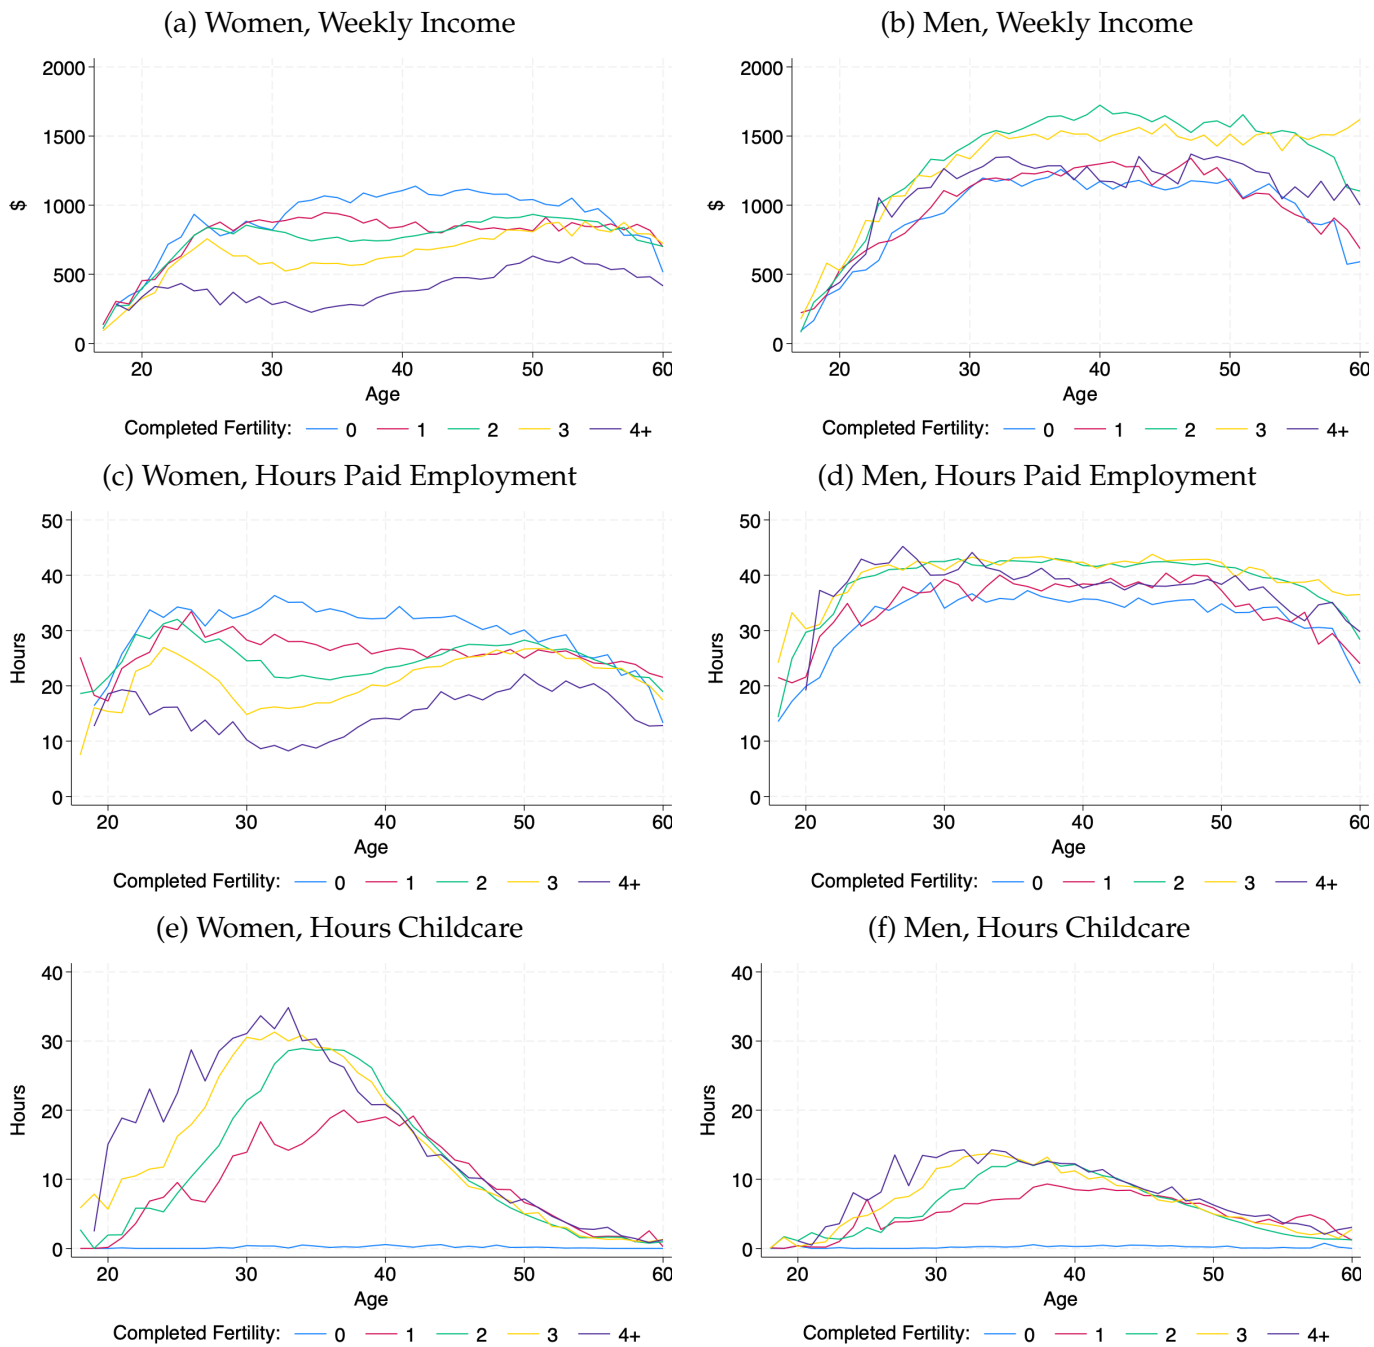 (a) Women, Weekly Income
2000
1500
1000
500
0
$
20 30 40 50 60
Age
Completed Fertility: 0 1 2 3 4+
(b) Men, Weekly Income
2000
1500
1000
500
0
$
20 30 40 50 60
Age
Completed Fertility: 0 1 2 3 4+
(c) Women, Hours Paid Employment
50
40
30
20
10
0
Hours
20 30 40 50 60
Age
Completed Fertility: 0 1 2 3 4+
(d) Men, Hours Paid Employment
50
40
30
20
10
0
Hours
20 30 40 50 60
Age
Completed Fertility: 0 1 2 3 4+
(e) Women, Hours Childcare
40
30
20
10
0
Hours
20 30 40 50 60
Age
Completed Fertility: 0 1 2 3 4+
(f) Men, Hours Childcare
40
30
20
10
0
Hours
20 30 40 50 60
Age
Completed Fertility: 0 1 2 3 4+